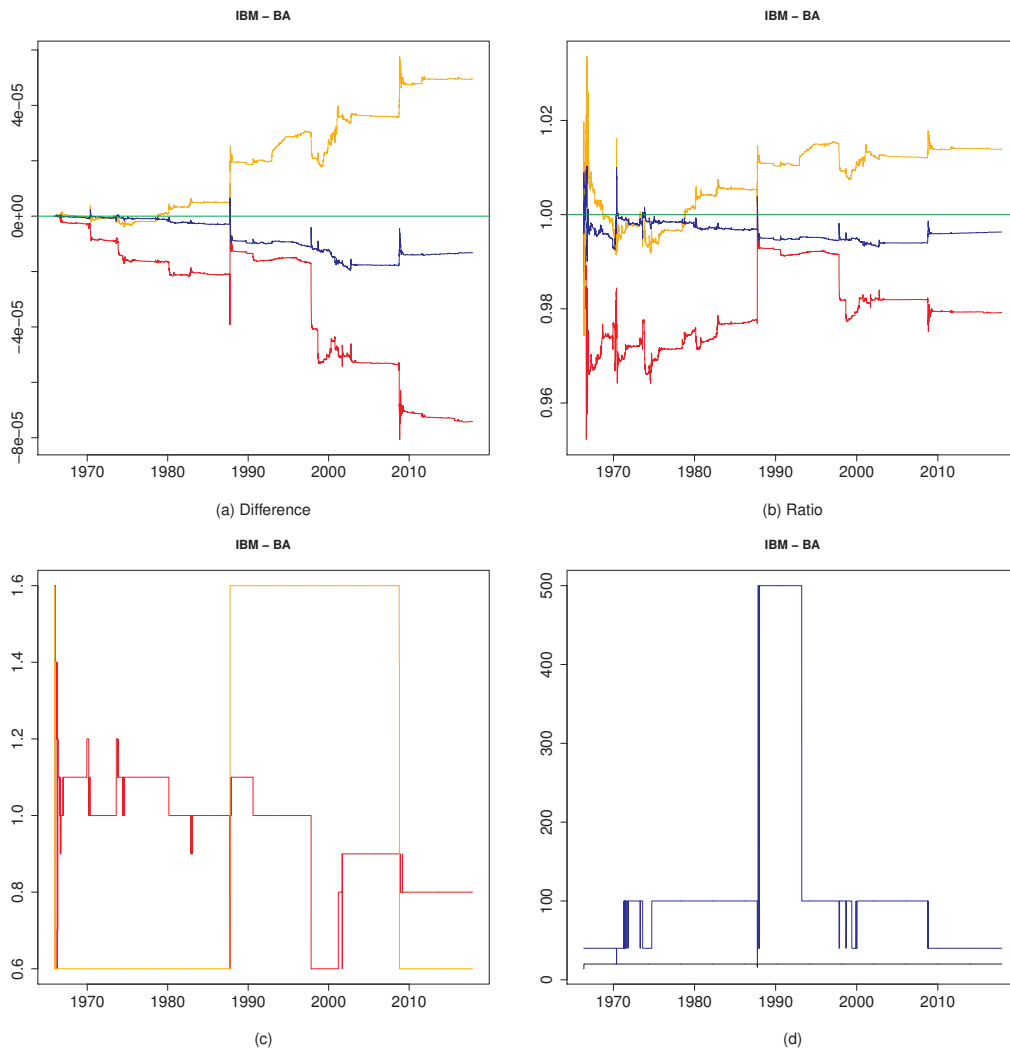 IBM – BA
4e−05
0e+00
−4e−05
−8e−05
1970 1980 1990 2000 2010
(a) Difference
IBM – BA
1.02
1.00
0.98
0.96
1970 1980 1990 2000 2010
(b) Ratio
IBM – BA
1.6
1.4
1.2
1.0
0.8
0.6
1970 1980 1990 2000 2010
(c)
IBM – BA
500
400
300
200
100
0
1970 1980 1990 2000 2010
(d)